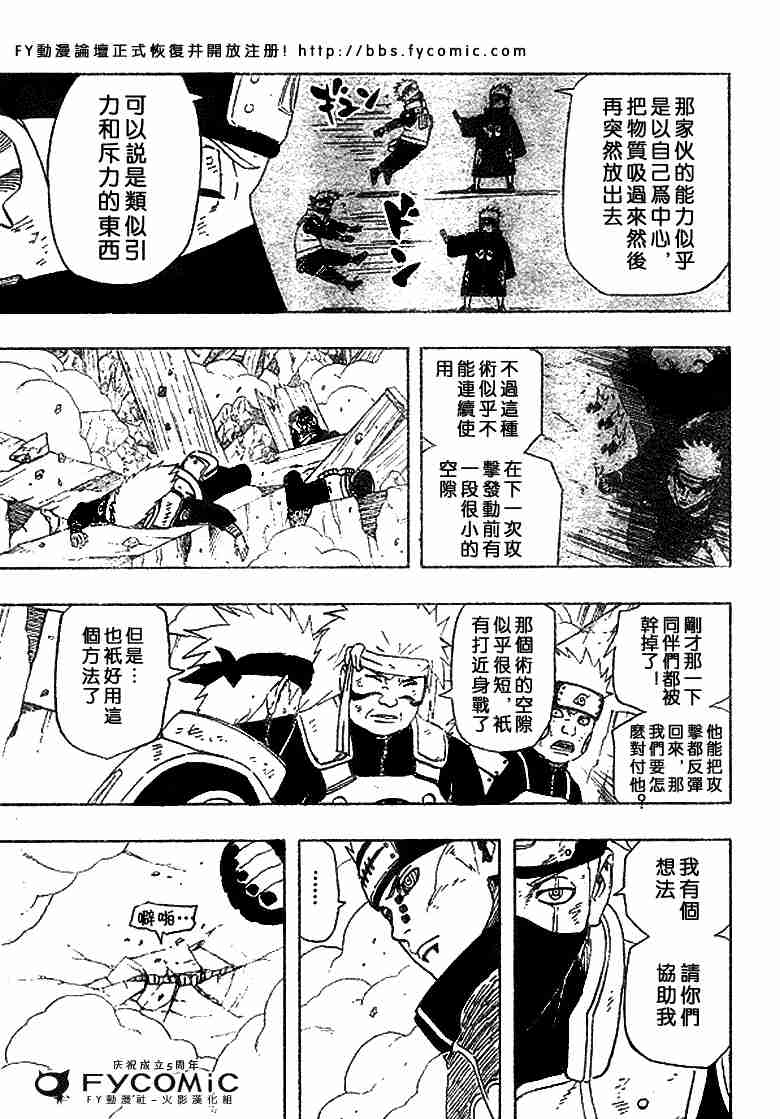 FY動漫論壇正式恢復并開放注册! http://bbs.fycomic.com
那家伙的能力似乎
是以自己爲中心，
把物質吸過來然後
再突然放出去
ギュン
ドン
可以説是類似引
力和斥力的東西
不過這種
術似乎不
能連續使
用
在下一次攻
擊發動前有
一段很小的
空隙
剛才那一下
同伴們都被
幹掉了！
他能把攻
擊都反彈
回來，那
我們要怎
麽對付他？
那個術的空隙
似乎很短，衹
有打近身戰了
但是…
也衹好用這
個方法了
我有個
想法
請你們
協助我
……
噼啪…
庆祝成立5周年
FYCOMiC
FY動漫社-火影漢化組